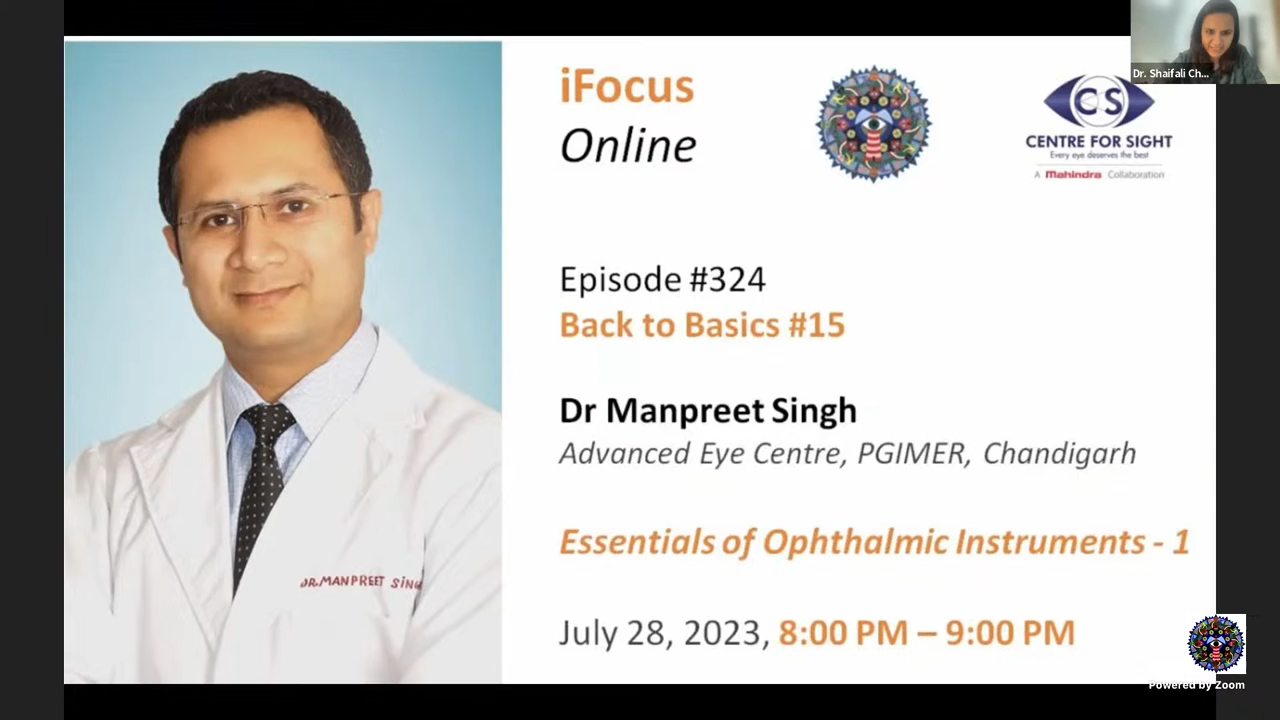 iFocus
Online
CS
CENTRE FOR SIGHT
Every eye deserves the best
A Mahindra Collaboration
Dr. Shaifali Ch...
Episode #324
Back to Basics #15
Dr Manpreet Singh
Advanced Eye Centre, PGIMER, Chandigarh
Essentials of Ophthalmic Instruments - 1
DR.MANPREET SING
July 28, 2023, 8:00 PM – 9:00 PM
Powered by Zoom